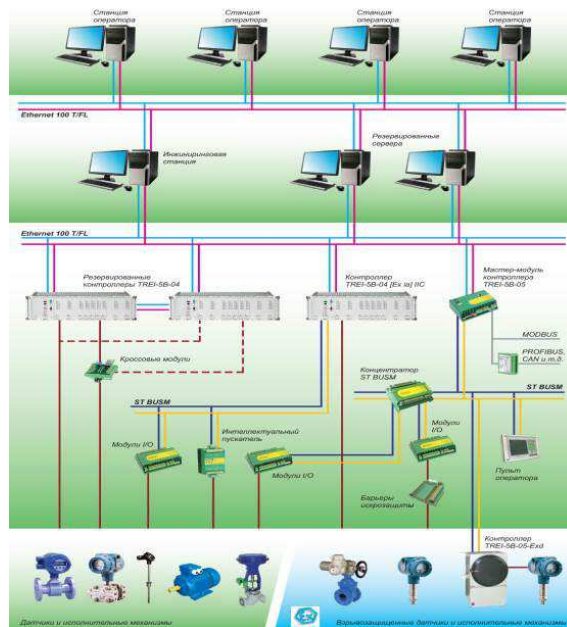 Станция
оператора
Станция
оператора
Станция
оператора
Станция
оператора
Ethernet 100 T/FL
Инжиниринговая
станция
Резервированные
сервера
Ethernet 100 T/FL
Резервированные
контроллеры TREI-5B-04
Контроллер
TREI-5B-04 [Ex ia] IIC
Мастер-модуль
контроллера
TREI-5B-05
MODBUS
PROFIBUS,
CAN и т.д.
Кроссовые модули
Концентратор
ST BUSM
ST BUSM
ST BUSM
Интеллектуальный
пускатель
Модули I/O
Модули I/O
Модули
I/O
Пульт
оператора
Барьеры
искрозащиты
Контроллер
TREI-5B-05-Exd
Датчики и исполнительные механизмы
Взрывозащищенные датчики и исполнительные механизмы